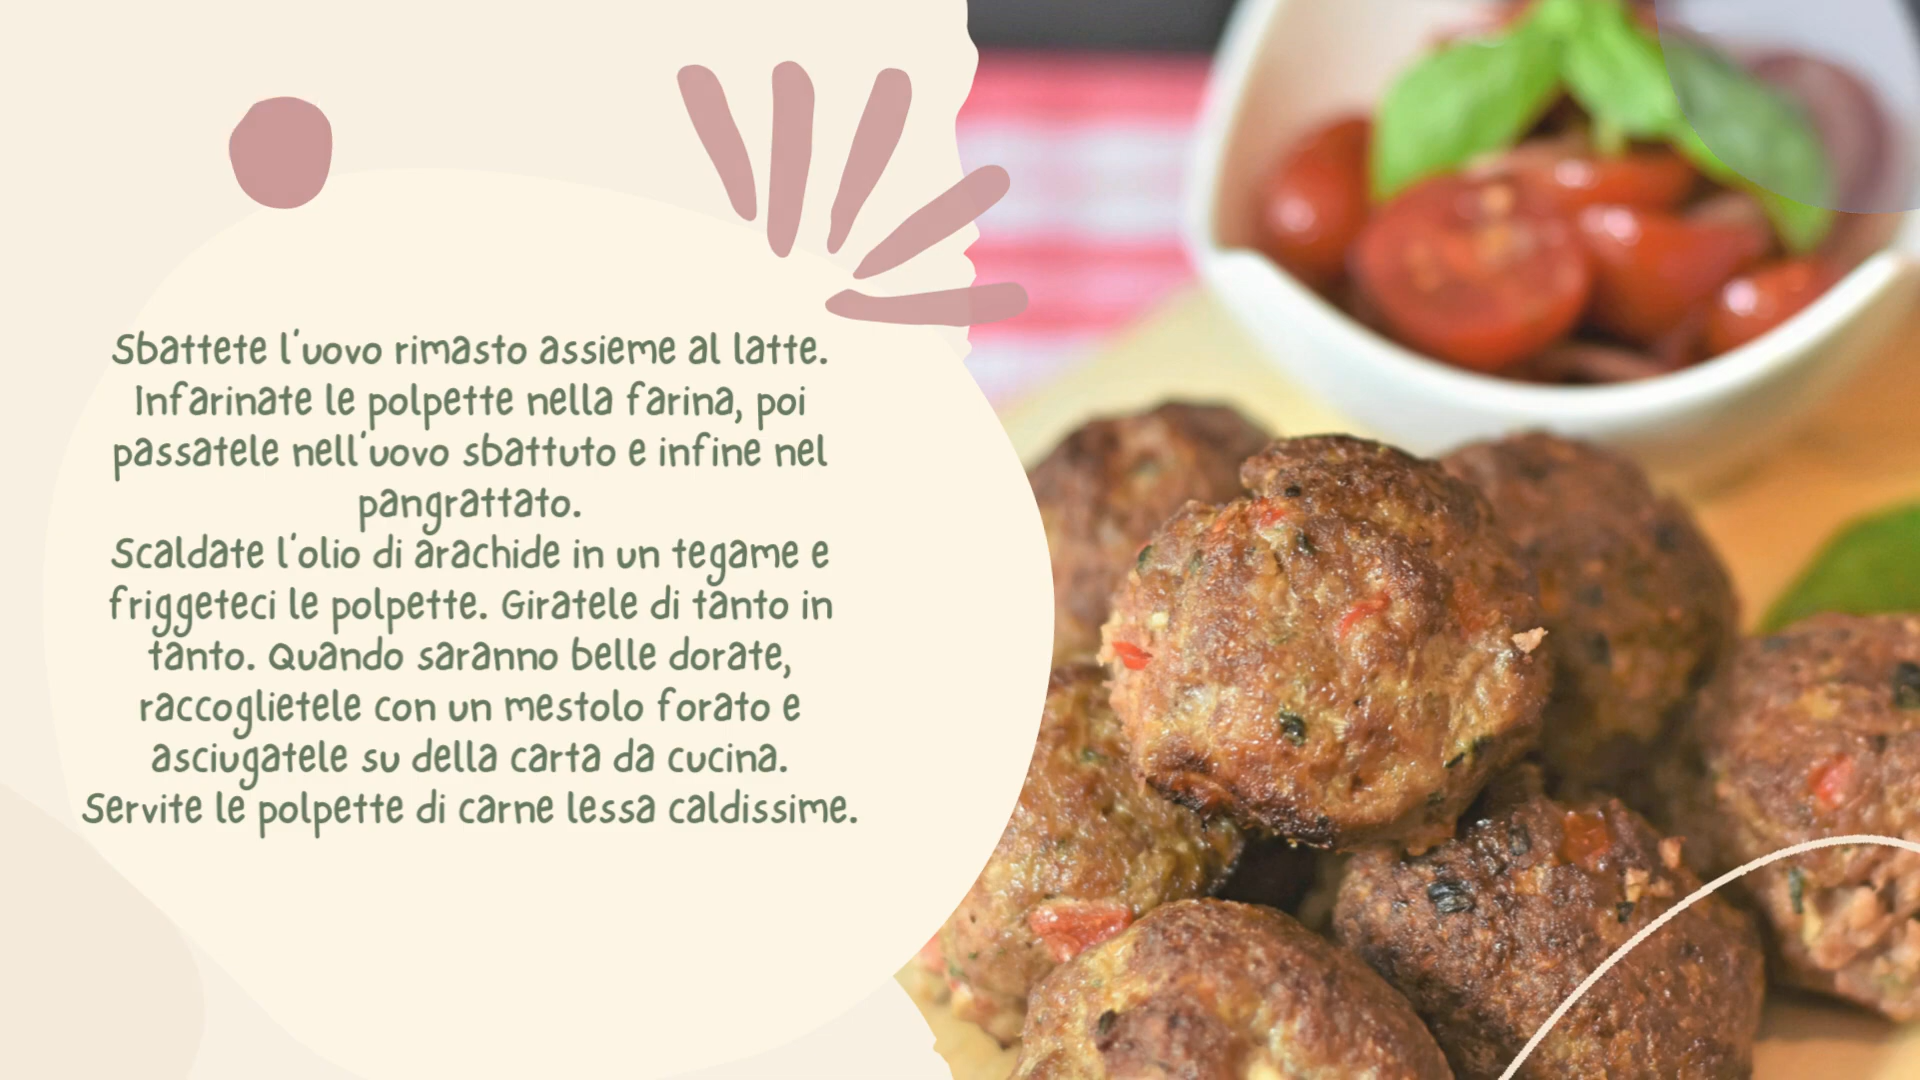 Sbattete l'uovo rimasto assieme al latte.
Infarinate le polpette nella farina, poi
passatele nell'uovo sbattuto e infine nel
pangrattato.
Scaldate l'olio di arachide in un tegame e
friggeteci le polpette. Giratele di tanto in
tanto. Quando saranno belle dorate,
raccoglietele con un mestolo forato e
asciugatele su della carta da cucina.
Servite le polpette di carne lessa caldissime.